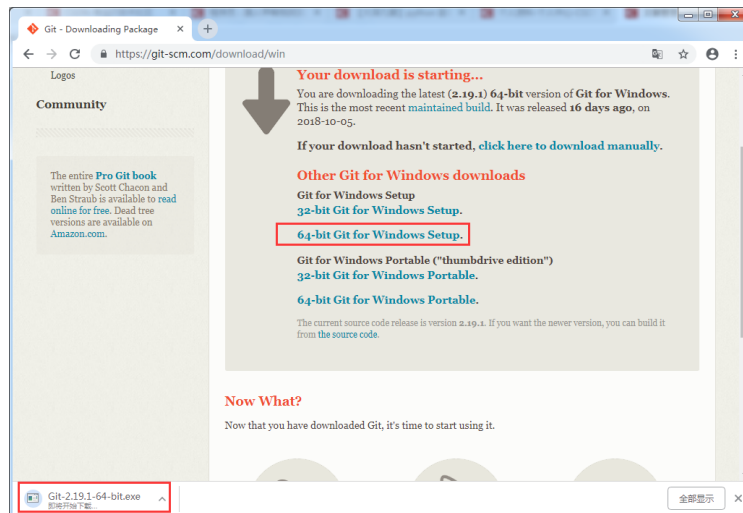 Git - Downloading Package
https://git-scm.com/download/win
Logos
Community
The entire Pro Git book
written by Scott Chacon and
Ben Straub is available to read
online for free. Dead tree
versions are available on
Amazon.com.
Your download is starting...
You are downloading the latest (2.19.1) 64-bit version of Git for Windows.
This is the most recent maintained build. It was released 16 days ago, on
2018-10-05.
If your download hasn't started, click here to download manually.
Other Git for Windows downloads
Git for Windows Setup
32-bit Git for Windows Setup.
64-bit Git for Windows Setup.
Git for Windows Portable ("thumbdrive edition")
32-bit Git for Windows Portable.
64-bit Git for Windows Portable.
The current source code release is version 2.19.1. If you want the newer version, you can build it
from the source code.
Now What?
Now that you have downloaded Git, it's time to start using it.
Git-2.19.1-64-bit.exe
即将开始下载...
全部显示